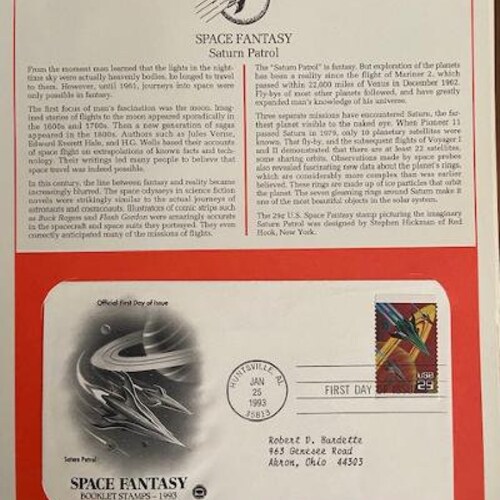 SPACE FANTASY
Saturn Patrol
From the moment man learned that the lights in the night-
time sky were actually heavenly bodies, he longed to travel
to them. However, until 1961, journeys into space were
only possible in fantasy.
The first focus of man's fascination was the moon. Imag-
ined stories of flights to the moon appeared sporadically in
the 1600s and 1700s. Then a new generation of sagas
appeared in the 1800s. Authors such as Jules Verne,
Edward Everett Hale, and H.G. Wells based their accounts
of space flight on extrapolations of known facts and tech-
nology. Their writings led many people to believe that
space travel was indeed possible.
In this century, the line between fantasy and reality became
increasingly blurred. The space odysseys in science fiction
novels were strikingly similar to the actual journeys of
astronauts and cosmonauts. Illustrators of comic strips such
as Buck Rogers and Flash Gordon were amazingly accurate
in the spacecraft and space suits they portrayed. They even
correctly anticipated many of the missions of flights.
The "Saturn Patrol" is fantasy. But exploration of the planets
has been a reality since the flight of Mariner 2, which
passed within 22,000 miles of Venus in December 1962.
Fly-bys of most other planets followed, and have greatly
expanded man's knowledge of his universe.
Three separate missions have encountered Saturn, the far-
thest planet visible to the naked eye. When Pioneer 11
passed Saturn in 1979, only 10 planetary satellites were
known. That fly-by, and the subsequent flights of Voyager I
and II demonstrated that there are at least 22 satellites,
some sharing orbits. Observations made by space probes
also revealed fascinating new data about the planet's rings,
which are considerably more complex than was earlier
believed. These rings are made up of ice particles that orbit
the planet. The seven gleaming rings around Saturn make it
one of the most beautiful objects in the solar system.
The 29¢ U.S. Space Fantasy stamp picturing the imaginary
Saturn Patrol was designed by Stephen Hickman of Red
Hook, New York.
Official First Day of Issue
HUNTSVILLE, AL
JAN
25
1993
35813
FIRST DAY OF ISSUE
USA
29
Robert D. Burdette
963 Genesee Road
Akron, Ohio 44303
Saturn Patrol
SPACE FANTASY
BOOKLET STAMPS – 1993